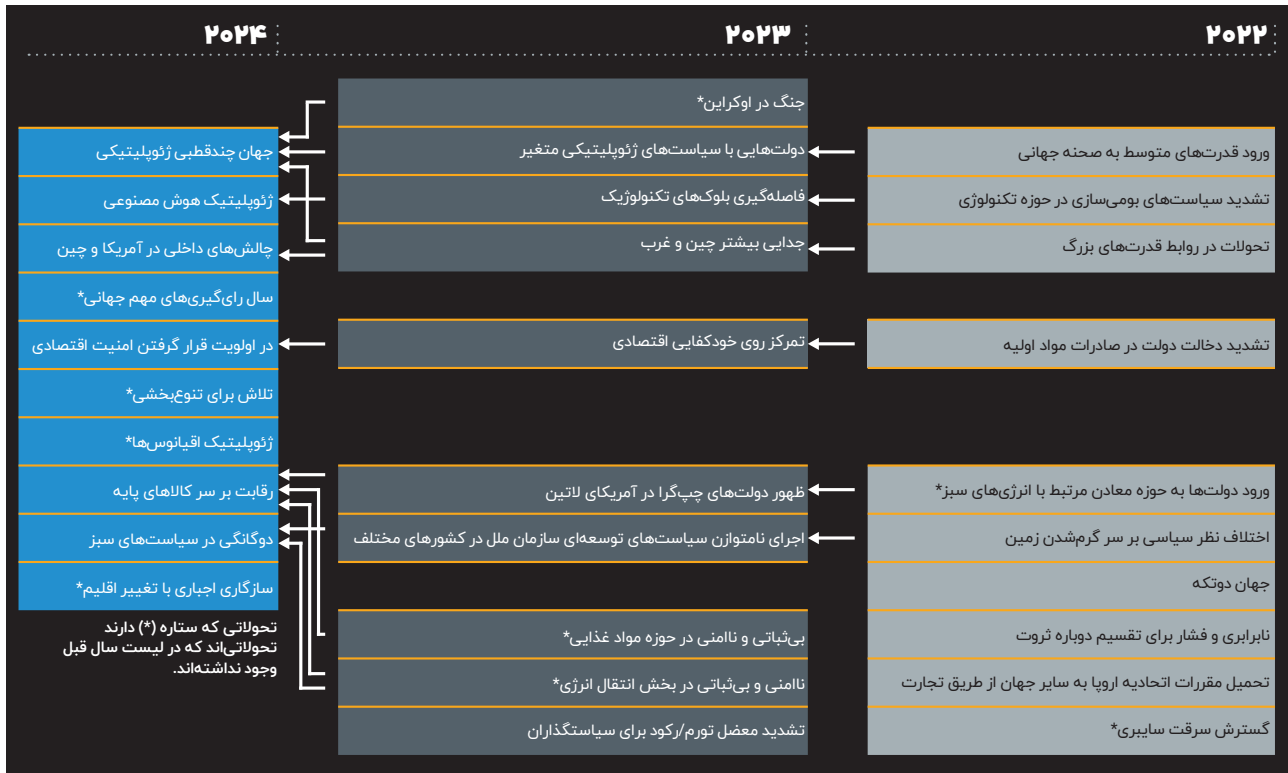 ۲۰۲۲
ورود قدرت‌های متوسط به صحنه جهانی
تشدید سیاست‌های بومی‌سازی در حوزه تکنولوژی
تحولات در روابط قدرت‌های بزرگ
تشدید دخالت دولت در صادرات مواد اولیه
ورود دولت‌ها به حوزه معادن مرتبط با انرژی‌های سبز*
اختلاف نظر سیاسی بر سر گرم‌شدن زمین
جهان دوتکه
نابرابری و فشار برای تقسیم دوباره ثروت
تحمیل مقررات اتحادیه اروپا به سایر جهان از طریق تجارت
گسترش سرقت سایبری*
۲۰۲۳
جنگ در اوکراین*
دولت‌هایی با سیاست‌های ژئوپلیتیکی متغیر
فاصله‌گیری بلوک‌های تکنولوژیک
جدایی بیشتر چین و غرب
تمرکز روی خودکفایی اقتصادی
ظهور دولت‌های چپ‌گرا در آمریکای لاتین
اجرای نامتوازن سیاست‌های توسعه‌ای سازمان ملل در کشورهای مختلف
بی‌ثباتی و ناامنی در حوزه مواد غذایی*
ناامنی و بی‌ثباتی در بخش انتقال انرژی*
تشدید معضل تورم/رکود برای سیاستگذاران
۲۰۲۴
جهان چندقطبی ژئوپلیتیکی
ژئوپلیتیک هوش مصنوعی
چالش‌های داخلی در آمریکا و چین
سال رای‌گیری‌های مهم جهانی*
در اولویت قرار گرفتن امنیت اقتصادی
تلاش برای تنوع‌بخشی*
ژئوپلیتیک اقیانوس‌ها*
رقابت بر سر کالاهای پایه
دوگانگی در سیاست‌های سبز
سازگاری اجباری با تغییر اقلیم*
تحولاتی که ستاره (*) دارند
تحولاتی‌اند که در لیست سال قبل
وجود نداشته‌اند.